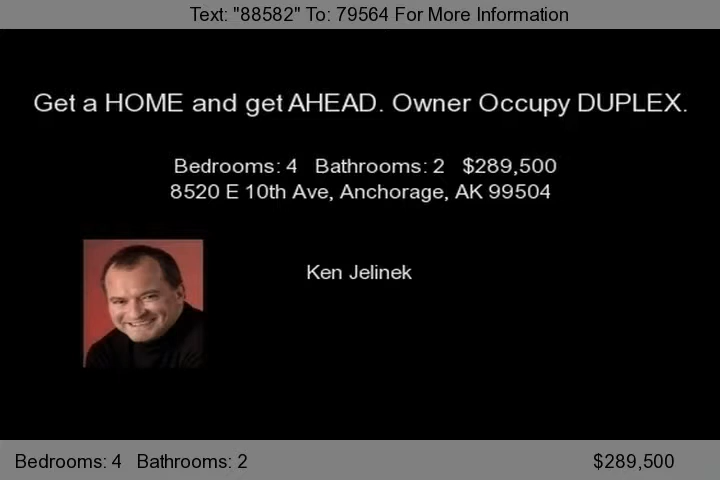 Text: "88582" To: 79564 For More Information
Get a HOME and get AHEAD. Owner Occupy DUPLEX.
Bedrooms: 4 Bathrooms: 2 $289,500
8520 E 10th Ave, Anchorage, AK 99504
Ken Jelinek
Bedrooms: 4 Bathrooms: 2 $289,500